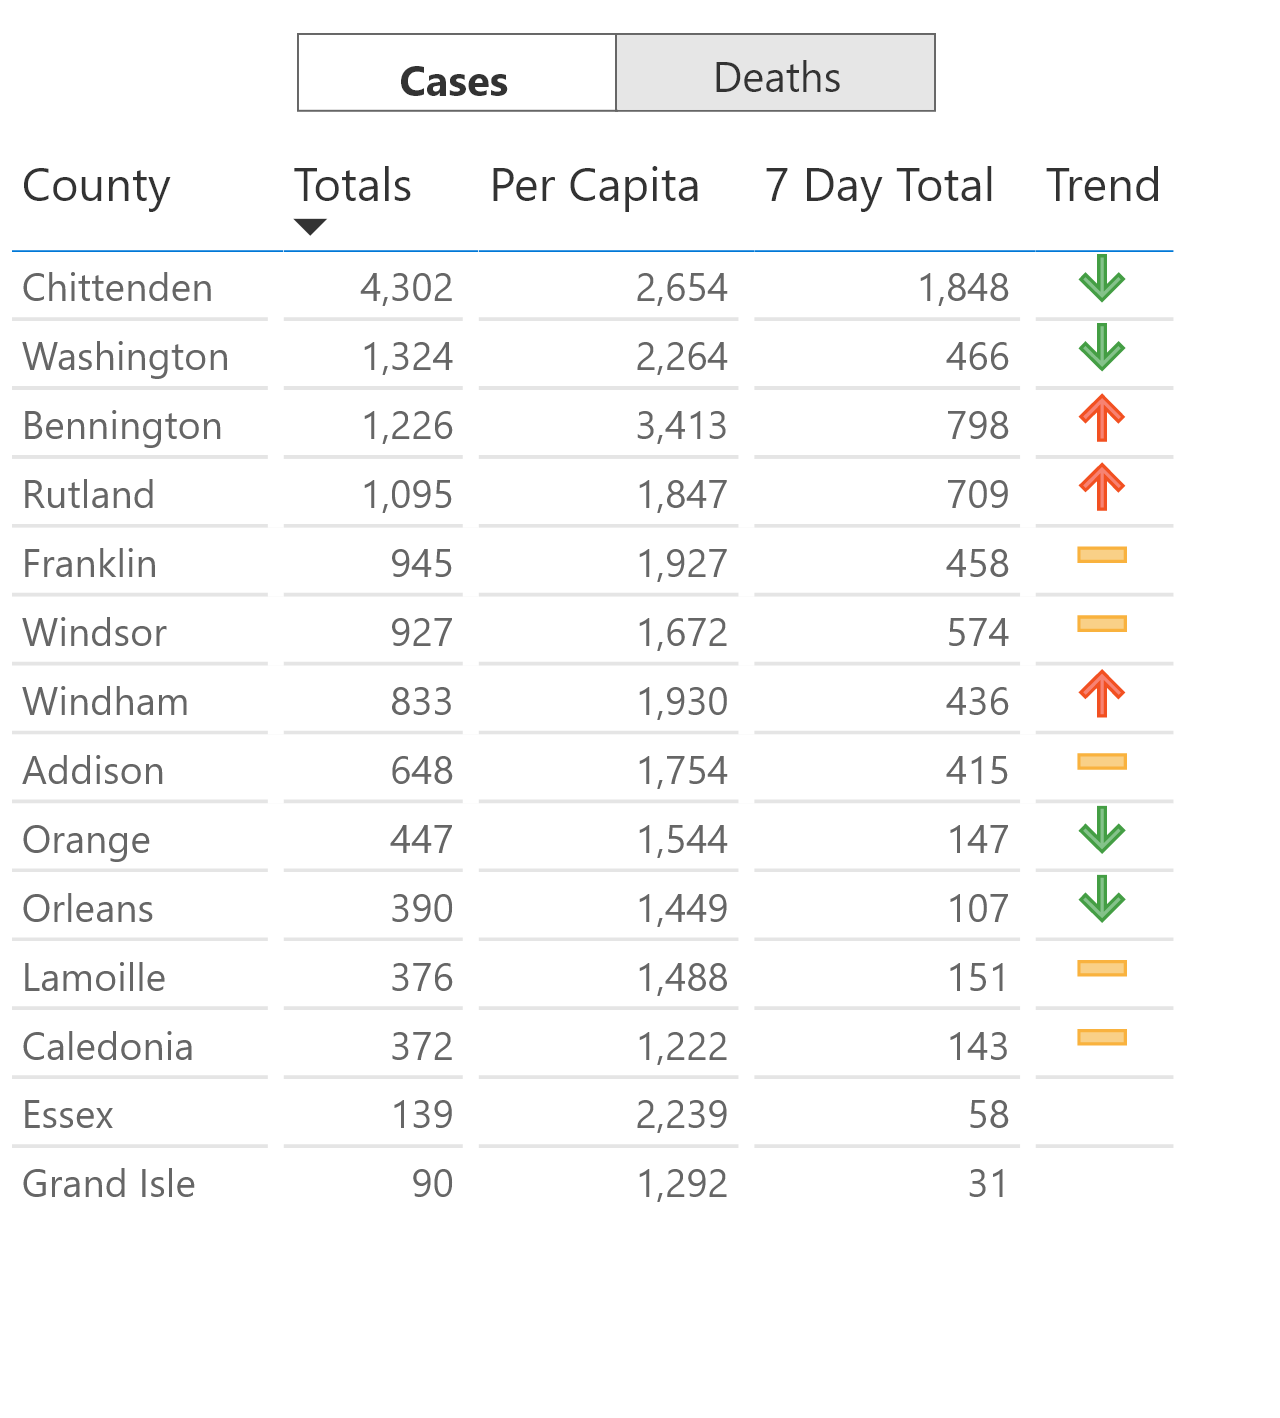 Cases Deaths
County Totals Per Capita 7 Day Total Trend
Chittenden 4,302 2,654 1,848
Washington 1,324 2,264 466
Bennington 1,226 3,413 798
Rutland 1,095 1,847 709
Franklin 945 1,927 458
Windsor 927 1,672 574
Windham 833 1,930 436
Addison 648 1,754 415
Orange 447 1,544 147
Orleans 390 1,449 107
Lamoille 376 1,488 151
Caledonia 372 1,222 143
Essex 139 2,239 58
Grand Isle 90 1,292 31